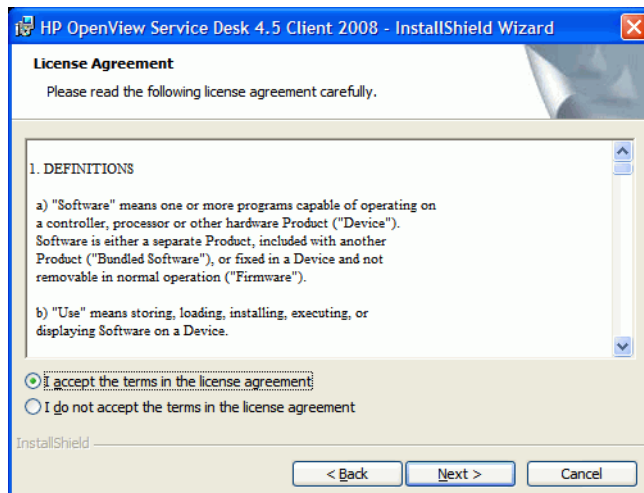 HP OpenView Service Desk 4.5 Client 2008 - InstallShield Wizard
License Agreement
Please read the following license agreement carefully.
1. DEFINITIONS
a) "Software" means one or more programs capable of operating on
a controller, processor or other hardware Product ("Device").
Software is either a separate Product, included with another
Product ("Bundled Software"), or fixed in a Device and not
removable in normal operation ("Firmware").
b) "Use" means storing, loading, installing, executing, or
displaying Software on a Device.
I accept the terms in the license agreement
I do not accept the terms in the license agreement
InstallShield
< Back
Next >
Cancel